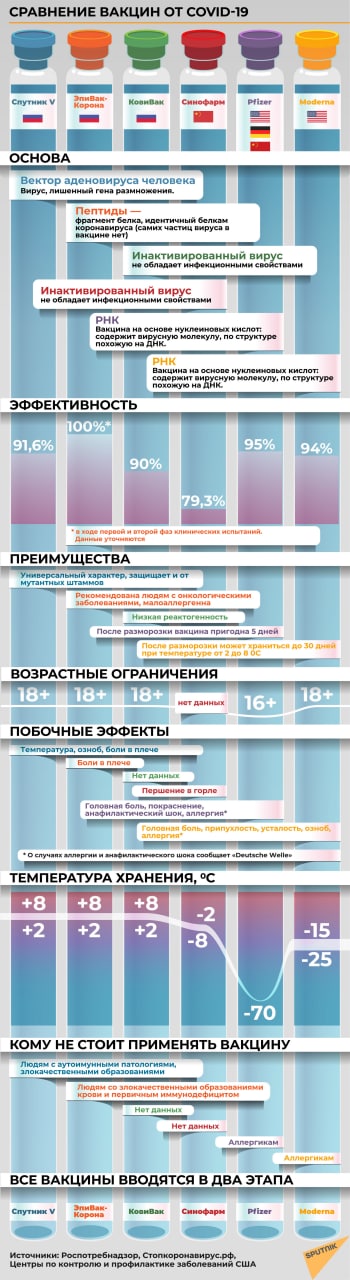 СРАВНЕНИЕ ВАКЦИН ОТ COVID-19
Спутник V
ЭпиВак-
Корона
КовиВак
Синофарм
Pfizer
Moderna
ОСНОВА
Вектор аденовируса человека
Вирус, лишенный гена размножения.
Пептиды —
фрагмент белка, идентичный белкам
коронавируса (самих частиц вируса в
вакцине нет)
Инактивированный вирус
не обладает инфекционными свойствами
Инактивированный вирус
не обладает инфекционными свойствами
РНК
Вакцина на основе нуклеиновых кислот:
содержит вирусную молекулу, по структуре
похожую на ДНК.
РНК
Вакцина на основе нуклеиновых кислот:
содержит вирусную молекулу, по структуре
похожую на ДНК.
ЭФФЕКТИВНОСТЬ
91,6%
100%*
90%
79,3%
95%
94%
* в ходе первой и второй фаз клинических испытаний.
Данные уточняются
ПРЕИМУЩЕСТВА
Универсальный характер, защищает и от
мутантных штаммов
Рекомендована людям с онкологическими
заболеваниями, малоаллергенна
Низкая реактогенность
После разморозки вакцина пригодна 5 дней
После разморозки может храниться до 30 дней
при температуре от 2 до 8 0С
ВОЗРАСТНЫЕ ОГРАНИЧЕНИЯ
18+
18+
18+
нет данных
16+
18+
ПОБОЧНЫЕ ЭФФЕКТЫ
Температура, озноб, боли в плече
Боли в плече
Нет данных
Першение в горле
Головная боль, покраснение,
анафилактический шок, аллергия*
Головная боль, припухлость, усталость, озноб,
аллергия*
* О случаях аллергии и анафилактического шока сообщает «Deutsche Welle»
ТЕМПЕРАТУРА ХРАНЕНИЯ, ºC
+8
+2
+8
+2
+8
+2
-2
-8
-70
-15
-25
КОМУ НЕ СТОИТ ПРИМЕНЯТЬ ВАКЦИНУ
Людям с аутоимунными патологиями,
злокачественными образованиями
Людям со злокачественными образованиями
крови и первичным иммунодефицитом
Нет данных
Нет данных
Аллергикам
Аллергикам
ВСЕ ВАКЦИНЫ ВВОДЯТСЯ В ДВА ЭТАПА
Спутник V
ЭпиВак-
Корона
КовиВак
Синофарм
Pfizer
Moderna
Источники: Роспотребнадзор, Стопкоронавирус.рф,
Центры по контролю и профилактике заболеваний США
SPUTNIK